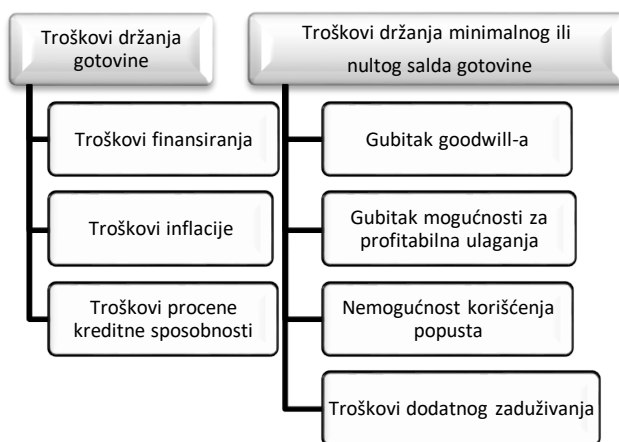 Troškovi držanja
gotovine
Troškovi finansiranja
Troškovi inflacije
Troškovi procene
kreditne sposobnosti
Troškovi držanja minimalnog ili
nultog salda gotovine
Gubitak goodwill-a
Gubitak mogućnosti za
profitabilna ulaganja
Nemogućnost korišćenja
popusta
Troškovi dodatnog zaduživanja